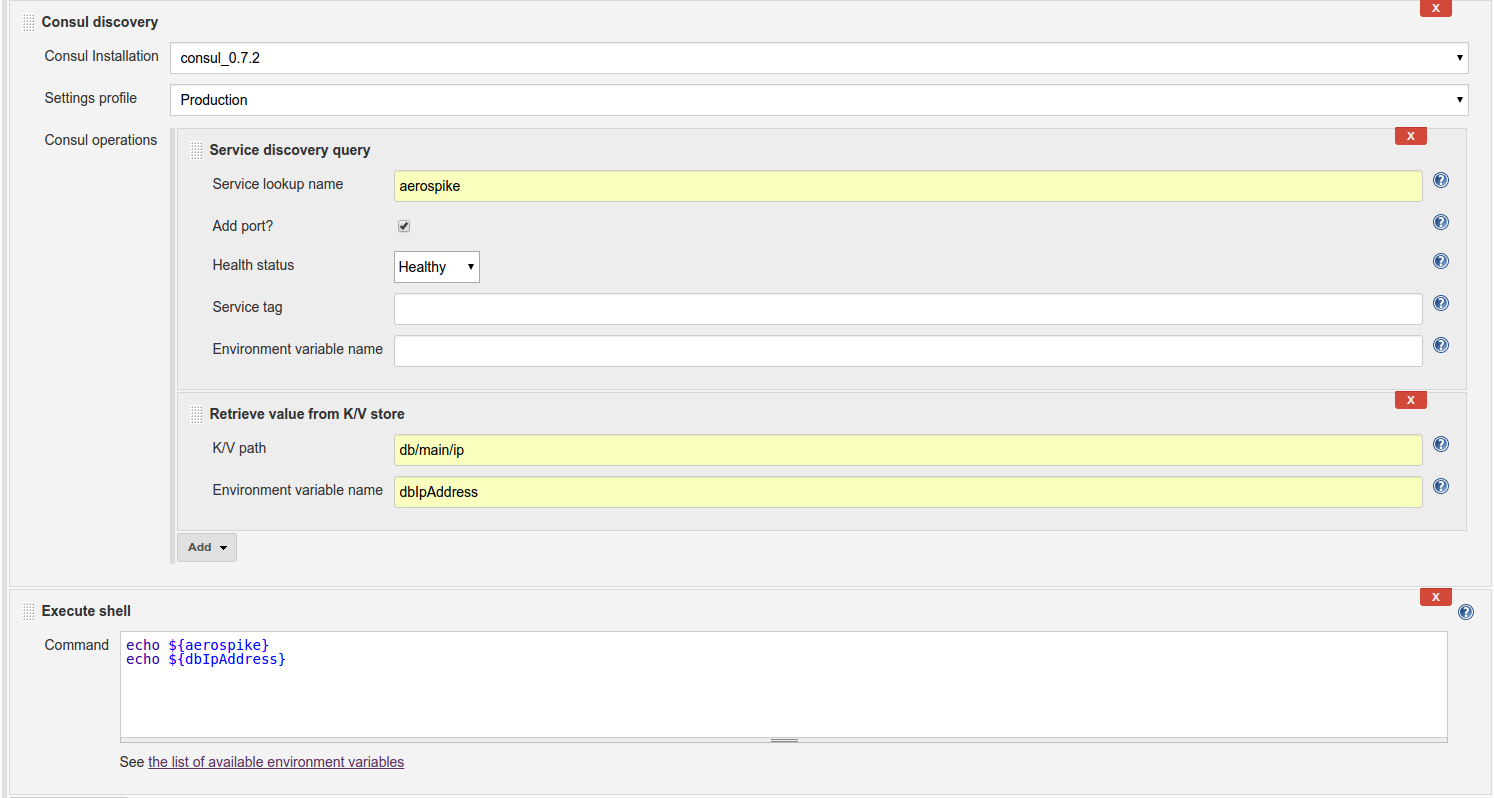 Consul discovery
X
Consul Installation
consul_0.7.2
Settings profile
Production
Consul operations
X
Service discovery query
Service lookup name
aerospike
Add port?
Health status
Healthy
Service tag
Environment variable name
X
Retrieve value from K/V store
K/V path
db/main/ip
Environment variable name
dbIpAddress
Add
X
Execute shell
Command
echo ${aerospike}
echo ${dbIpAddress}
See the list of available environment variables